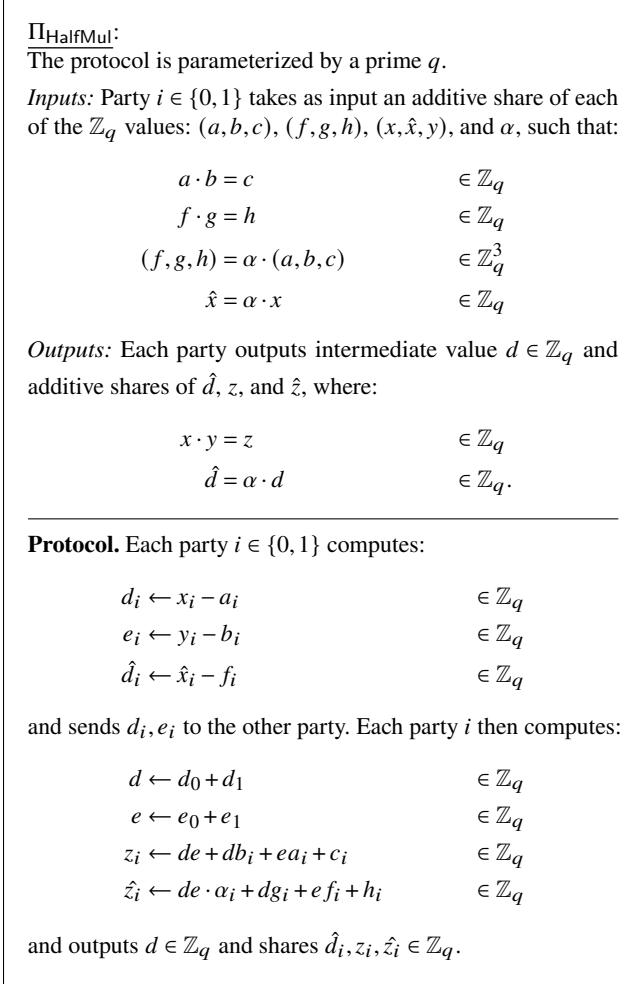 Π_HalfMul:
The protocol is parameterized by a prime q.
Inputs: Party i ∈ {0,1} takes as input an additive share of each
of the ℤ_q values: (a,b,c), (f,g,h), (x,x̂,y), and α, such that:
a · b = c ∈ ℤ_q
f · g = h ∈ ℤ_q
(f,g,h) = α · (a,b,c) ∈ ℤ_q^3
x̂ = α · x ∈ ℤ_q
Outputs: Each party outputs intermediate value d ∈ ℤ_q and
additive shares of d̂, z, and ẑ, where:
x · y = z ∈ ℤ_q
d̂ = α · d ∈ ℤ_q.
Protocol. Each party i ∈ {0,1} computes:
d_i ← x_i − a_i ∈ ℤ_q
e_i ← y_i − b_i ∈ ℤ_q
d̂_i ← x̂_i − f_i ∈ ℤ_q
and sends d_i,e_i to the other party. Each party i then computes:
d ← d_0 + d_1 ∈ ℤ_q
e ← e_0 + e_1 ∈ ℤ_q
z_i ← de + db_i + ea_i + c_i ∈ ℤ_q
ẑ_i ← de · α_i + dg_i + ef_i + h_i ∈ ℤ_q
and outputs d ∈ ℤ_q and shares d̂_i,z_i,ẑ_i ∈ ℤ_q.